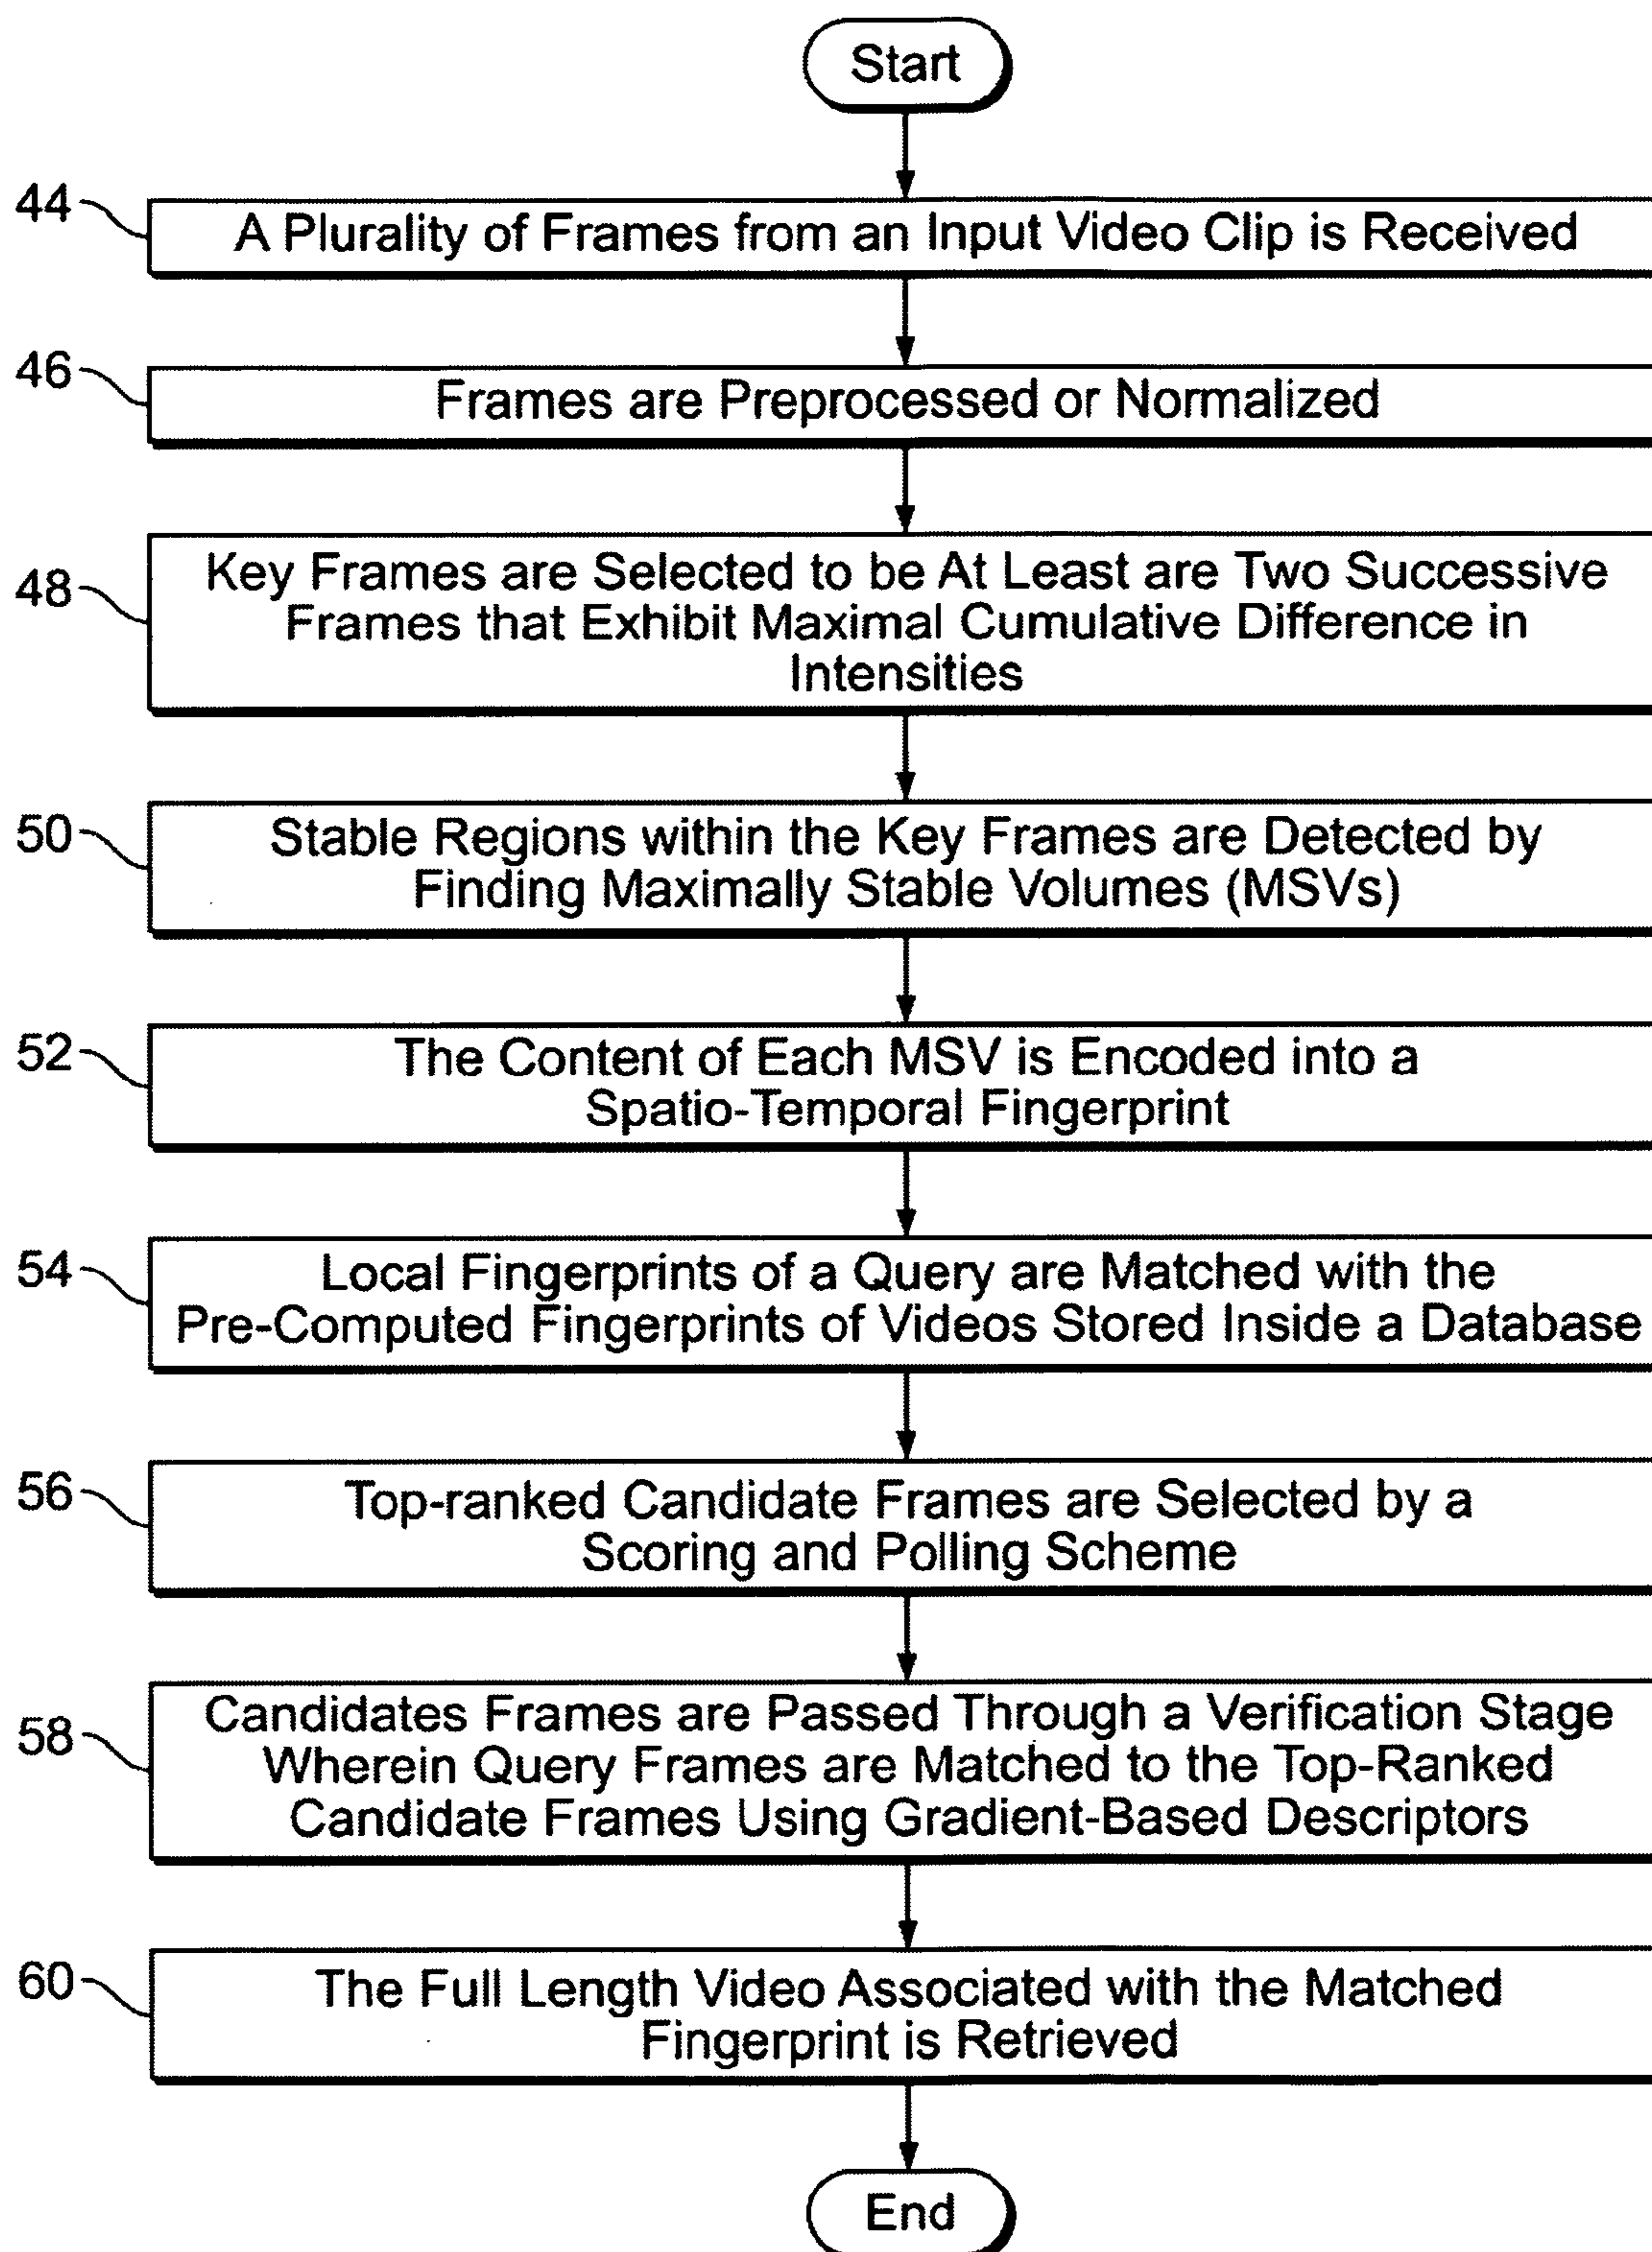 Start
44
A Plurality of Frames from an Input Video Clip is Received
46
Frames are Preprocessed or Normalized
48
Key Frames are Selected to be At Least are Two Successive
Frames that Exhibit Maximal Cumulative Difference in
Intensities
50
Stable Regions within the Key Frames are Detected by
Finding Maximally Stable Volumes (MSVs)
52
The Content of Each MSV is Encoded into a
Spatio-Temporal Fingerprint
54
Local Fingerprints of a Query are Matched with the
Pre-Computed Fingerprints of Videos Stored Inside a Database
56
Top-ranked Candidate Frames are Selected by a
Scoring and Polling Scheme
58
Candidates Frames are Passed Through a Verification Stage
Wherein Query Frames are Matched to the Top-Ranked
Candidate Frames Using Gradient-Based Descriptors
60
The Full Length Video Associated with the Matched
Fingerprint is Retrieved
End